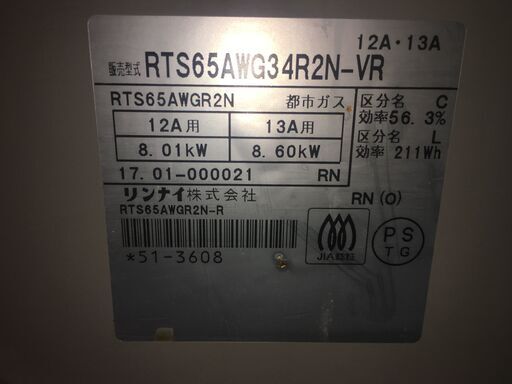 12A・13A
販売型式 RTS65AWG34R2N-VR
RTS65AWGR2N 都市ガス
12A用 13A用
8.01kW 8.60kW
区分名 C
効率56.3%
区分名 L
効率 211Wh
17.01-000021 RN
リンナイ株式会社 RN(O)
RTS65AWGR2N-R
*51-3608
JIA認証
PS
TG